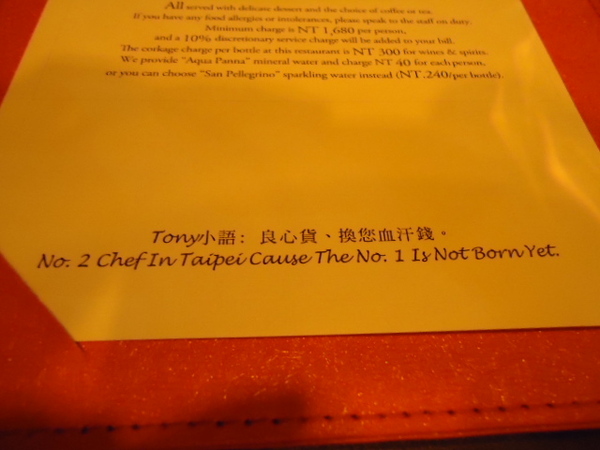 All served with delicate dessert and the choice of coffee or tea.
If you have any food allergies or intolerances, please speak to the staff on duty.
Minimum charge is NT 1,680 per person,
and a 10% discretionary service charge will be added to your bill.
The corkage charge per bottle at this restaurant is NT 300 for wines & spirits.
We provide "Aqua Panna" mineral water and charge NT 40 for each person,
or you can choose "San Pellegrino" sparkling water instead (NT.240/per bottle).
Tony小語：良心貨、換您血汗錢。
No. 2 Chef In Taipei Cause The No. 1 Is Not Born Yet.